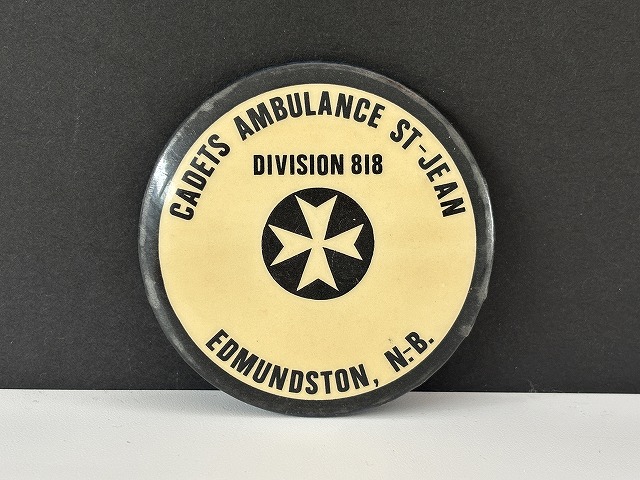 CADETS AMBULANCE ST-JEAN
DIVISION 818
EDMUNDSTON, N.-B.